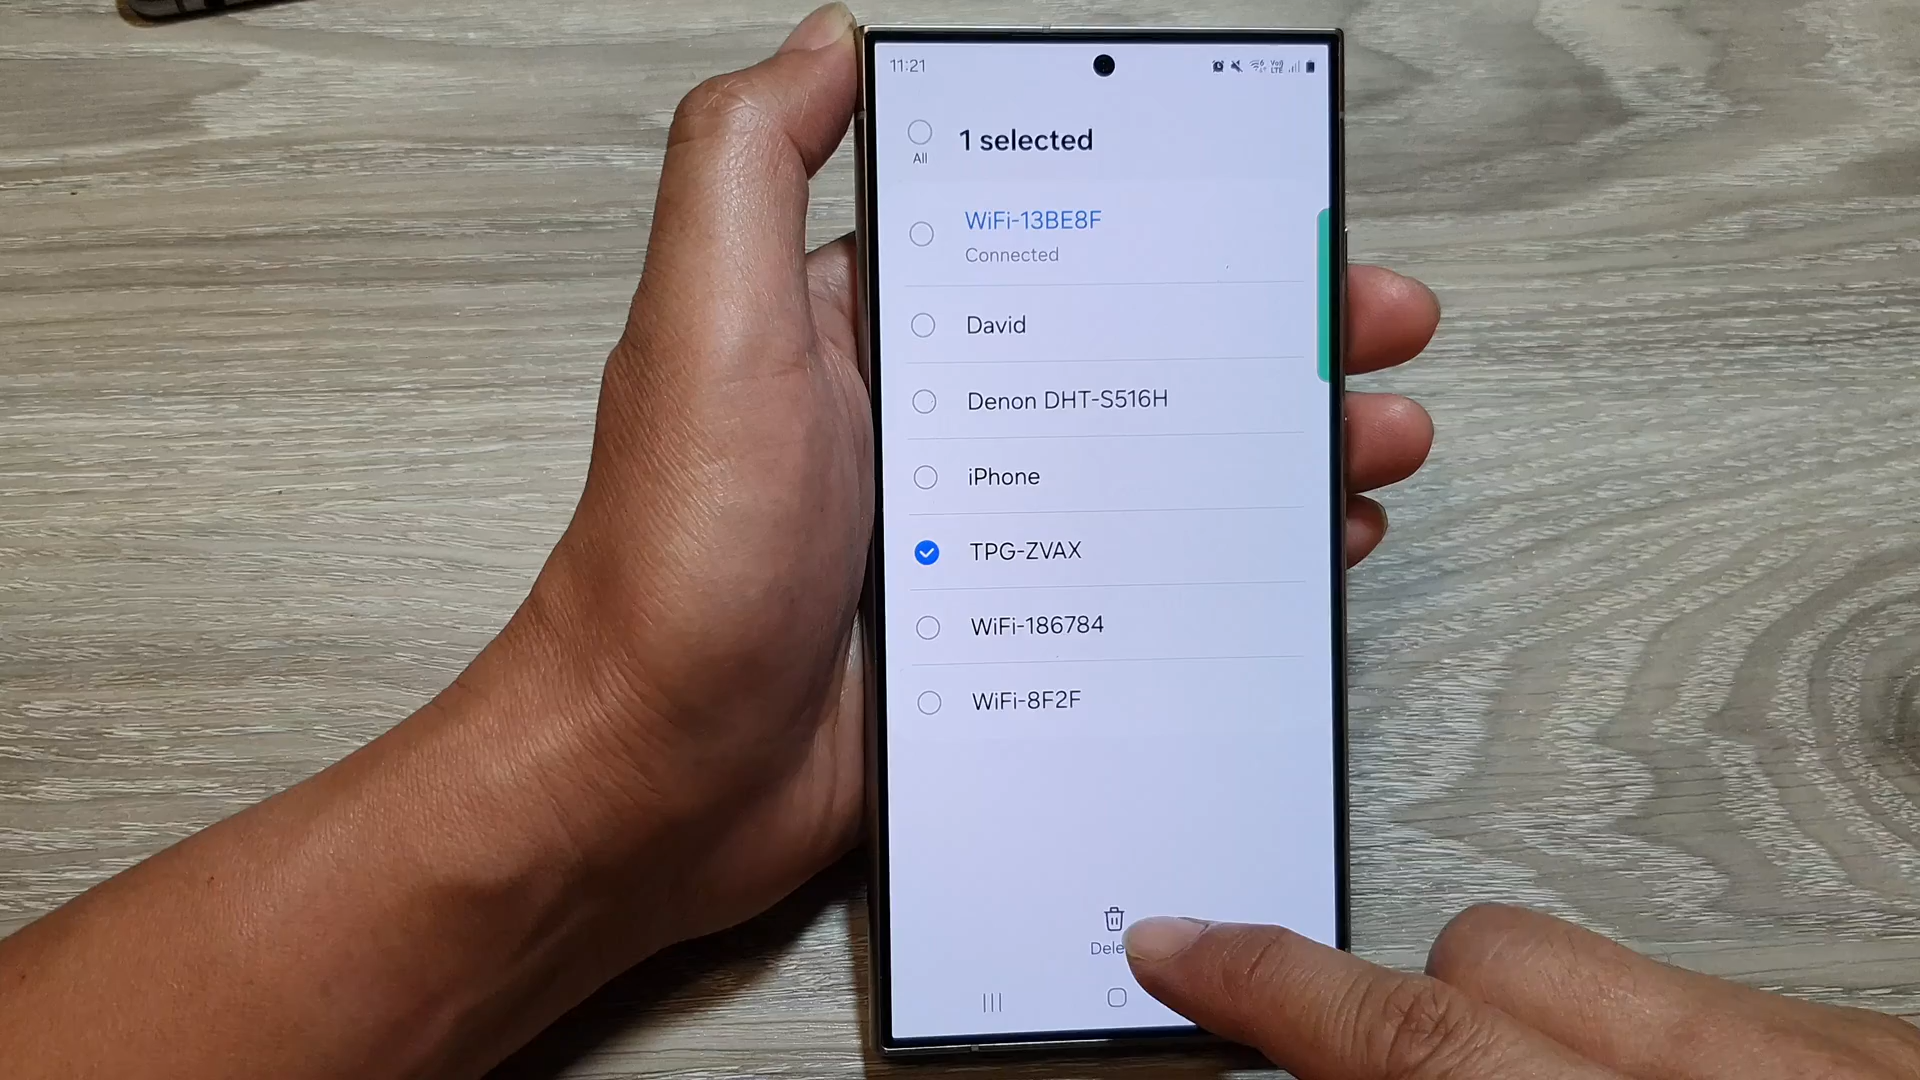 11:21
All
1 selected
WiFi-13BE8F
Connected
David
Denon DHT-S516H
iPhone
TPG-ZVAX
WiFi-186784
WiFi-8F2F
Dele